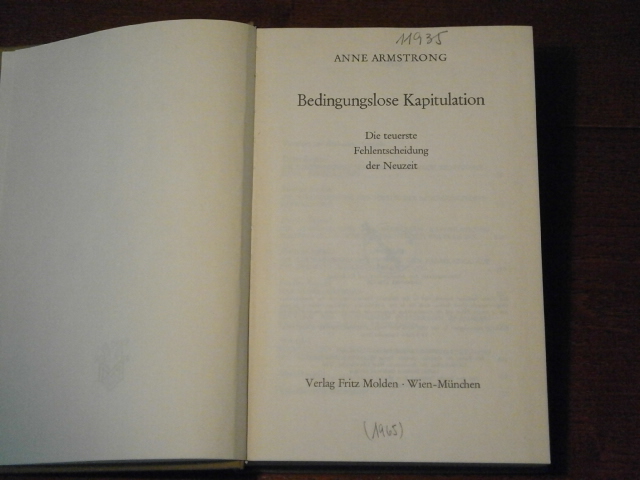 11935
ANNE ARMSTRONG
Bedingungslose Kapitulation
Die teuerste
Fehlentscheidung
der Neuzeit
Verlag Fritz Molden · Wien-München
(1965)